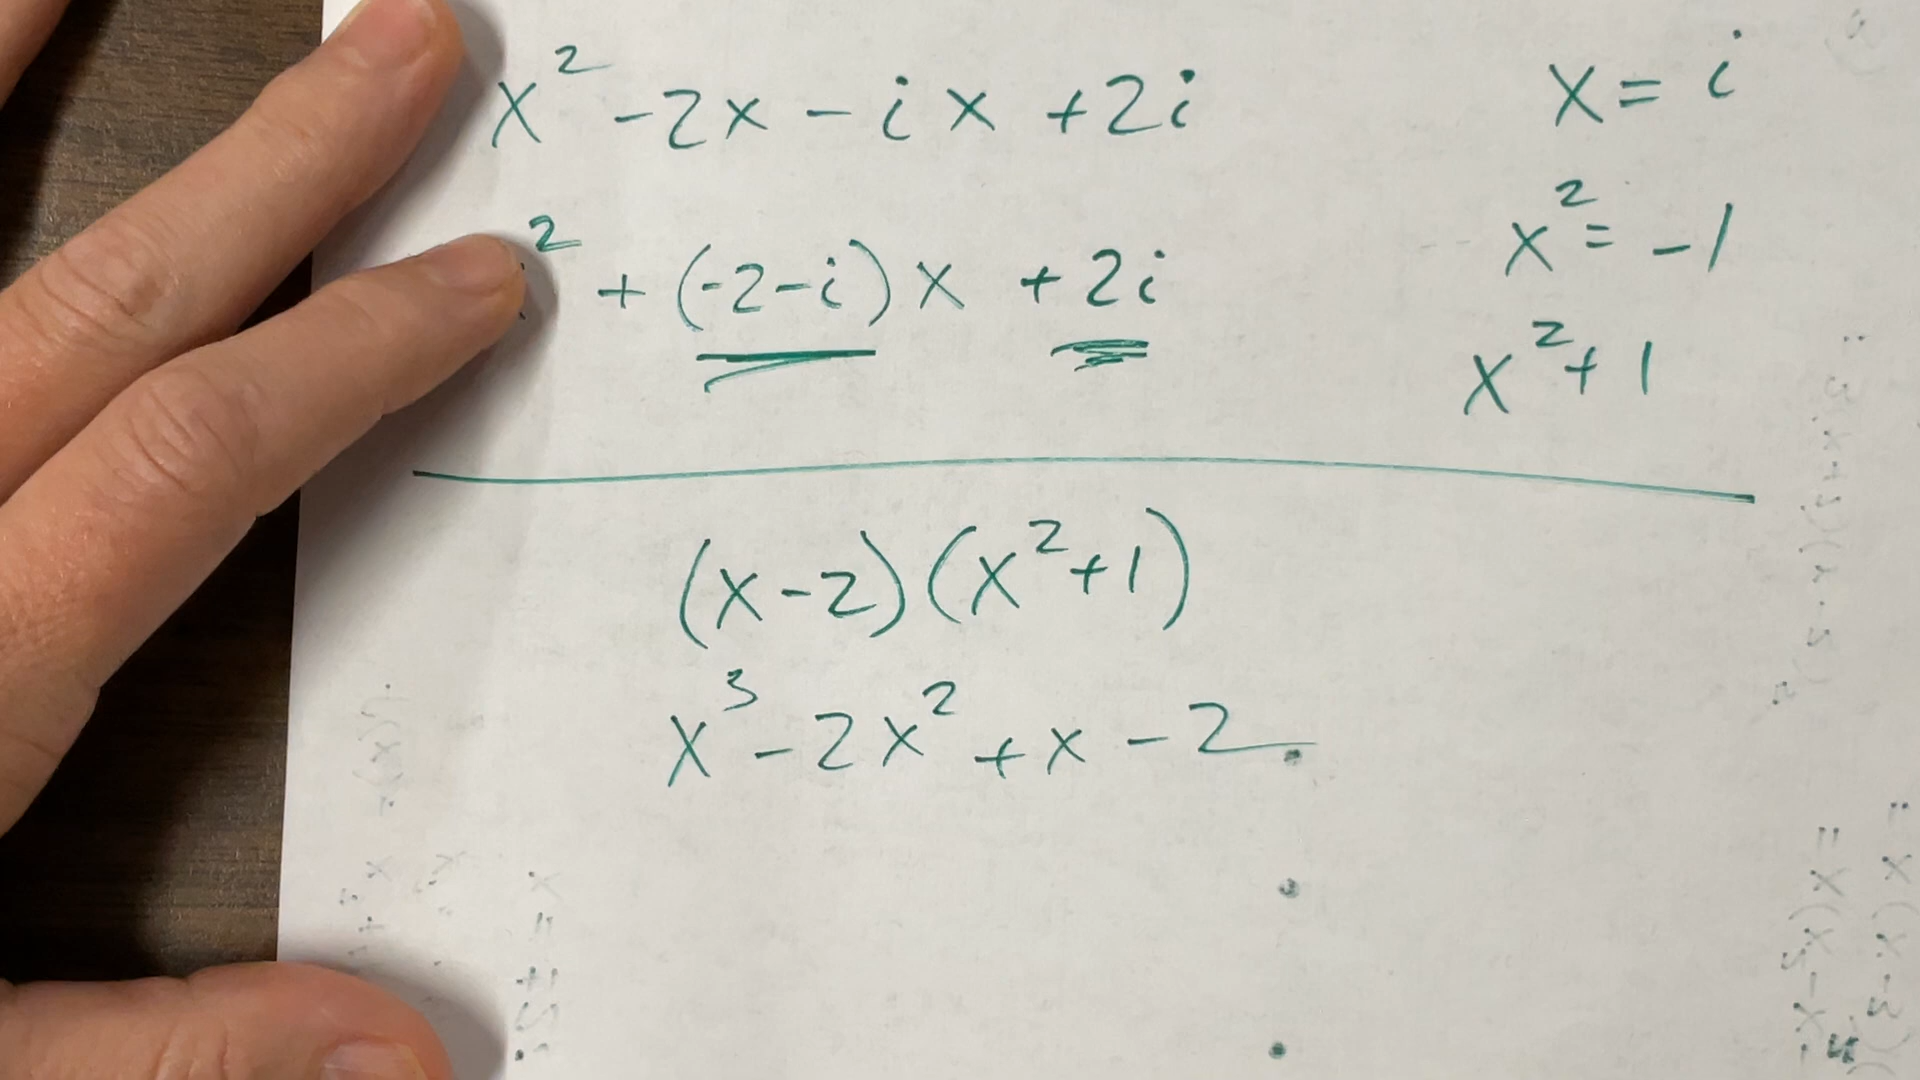 x² - 2x - ix + 2i
² + (-2-i)x + 2i
x = i
x² = -1
x² + 1
(x-2)(x²+1)
x³ - 2x² + x - 2